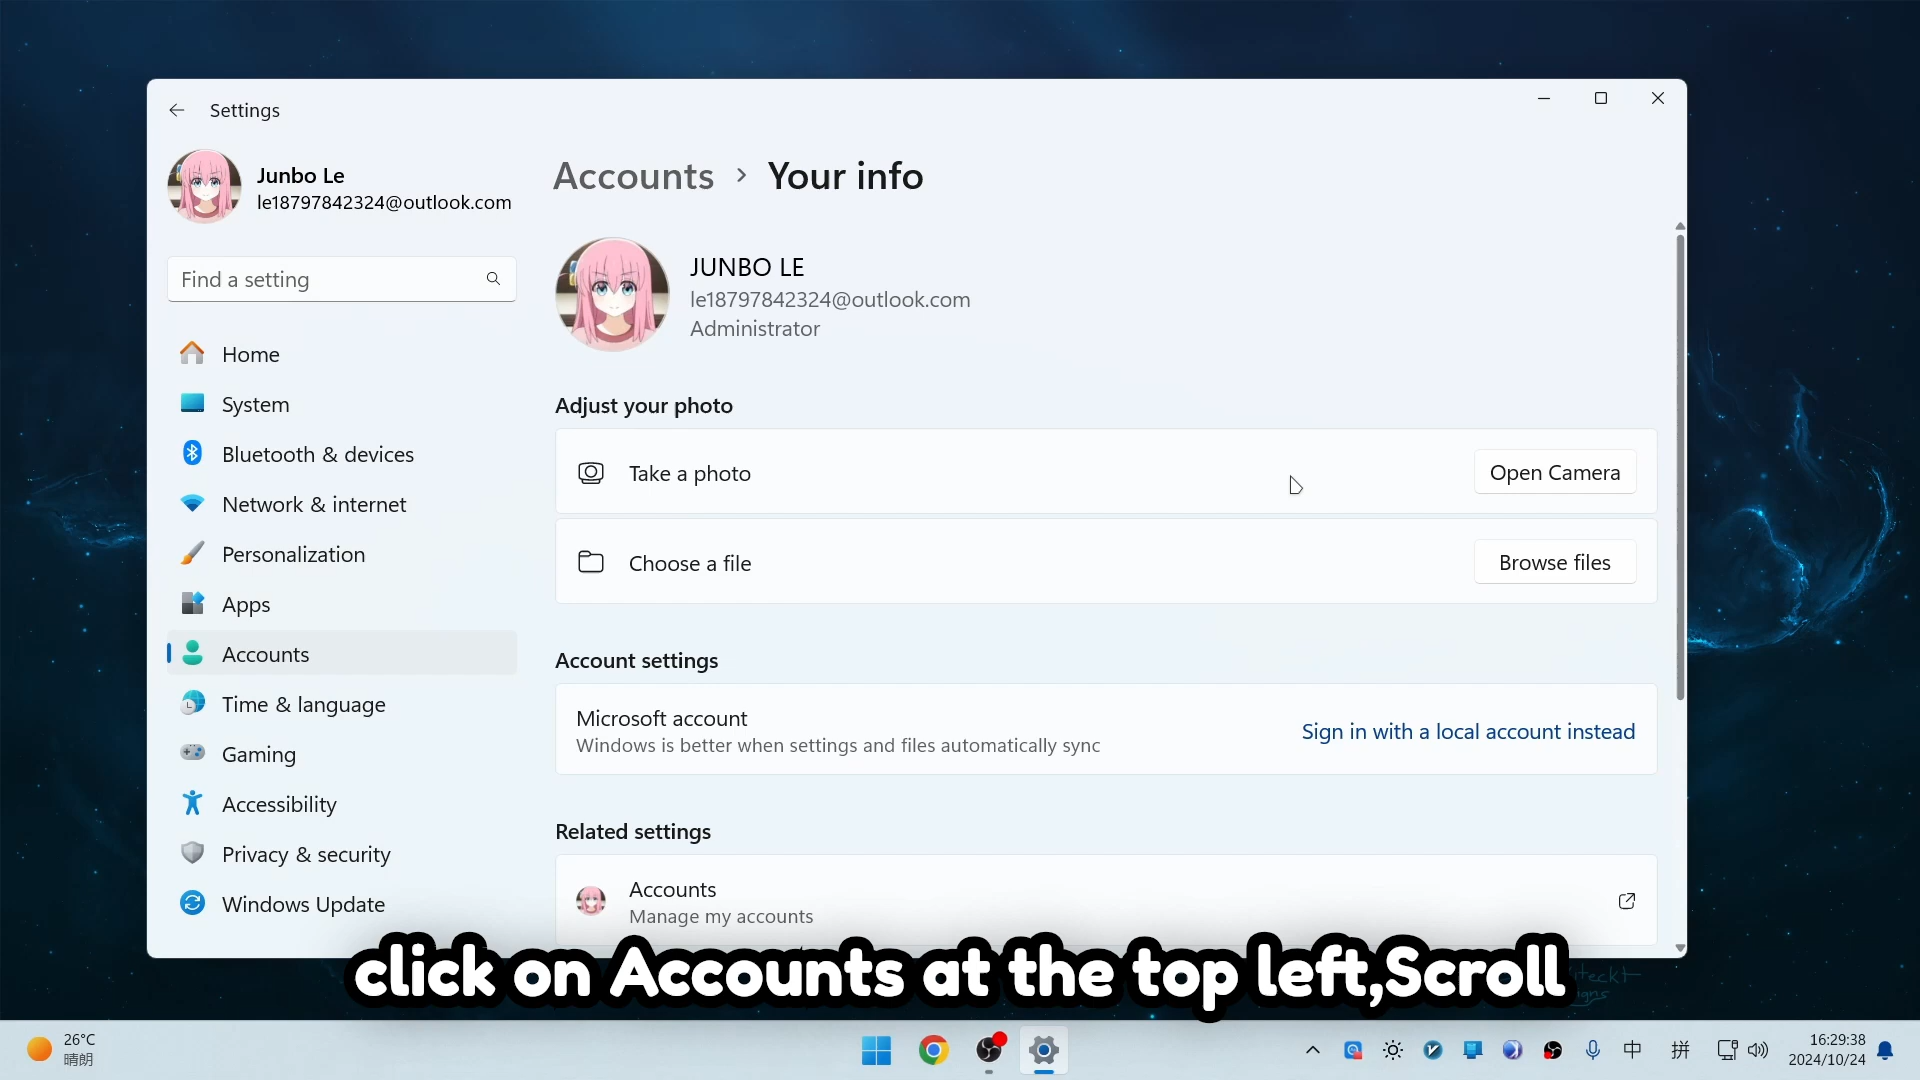 Settings
Junbo Le
le18797842324@outlook.com
Accounts > Your info
Find a setting
JUNBO LE
le18797842324@outlook.com
Administrator
Home
System
Bluetooth & devices
Network & internet
Personalization
Apps
Accounts
Time & language
Gaming
Accessibility
Privacy & security
Windows Update
Adjust your photo
Take a photo
Open Camera
Choose a file
Browse files
Account settings
Microsoft account
Windows is better when settings and files automatically sync
Sign in with a local account instead
Related settings
Accounts
Manage my accounts
click on Accounts at the top left,Scroll
26°C
晴朗
中
拼
16:29:38
2024/10/24